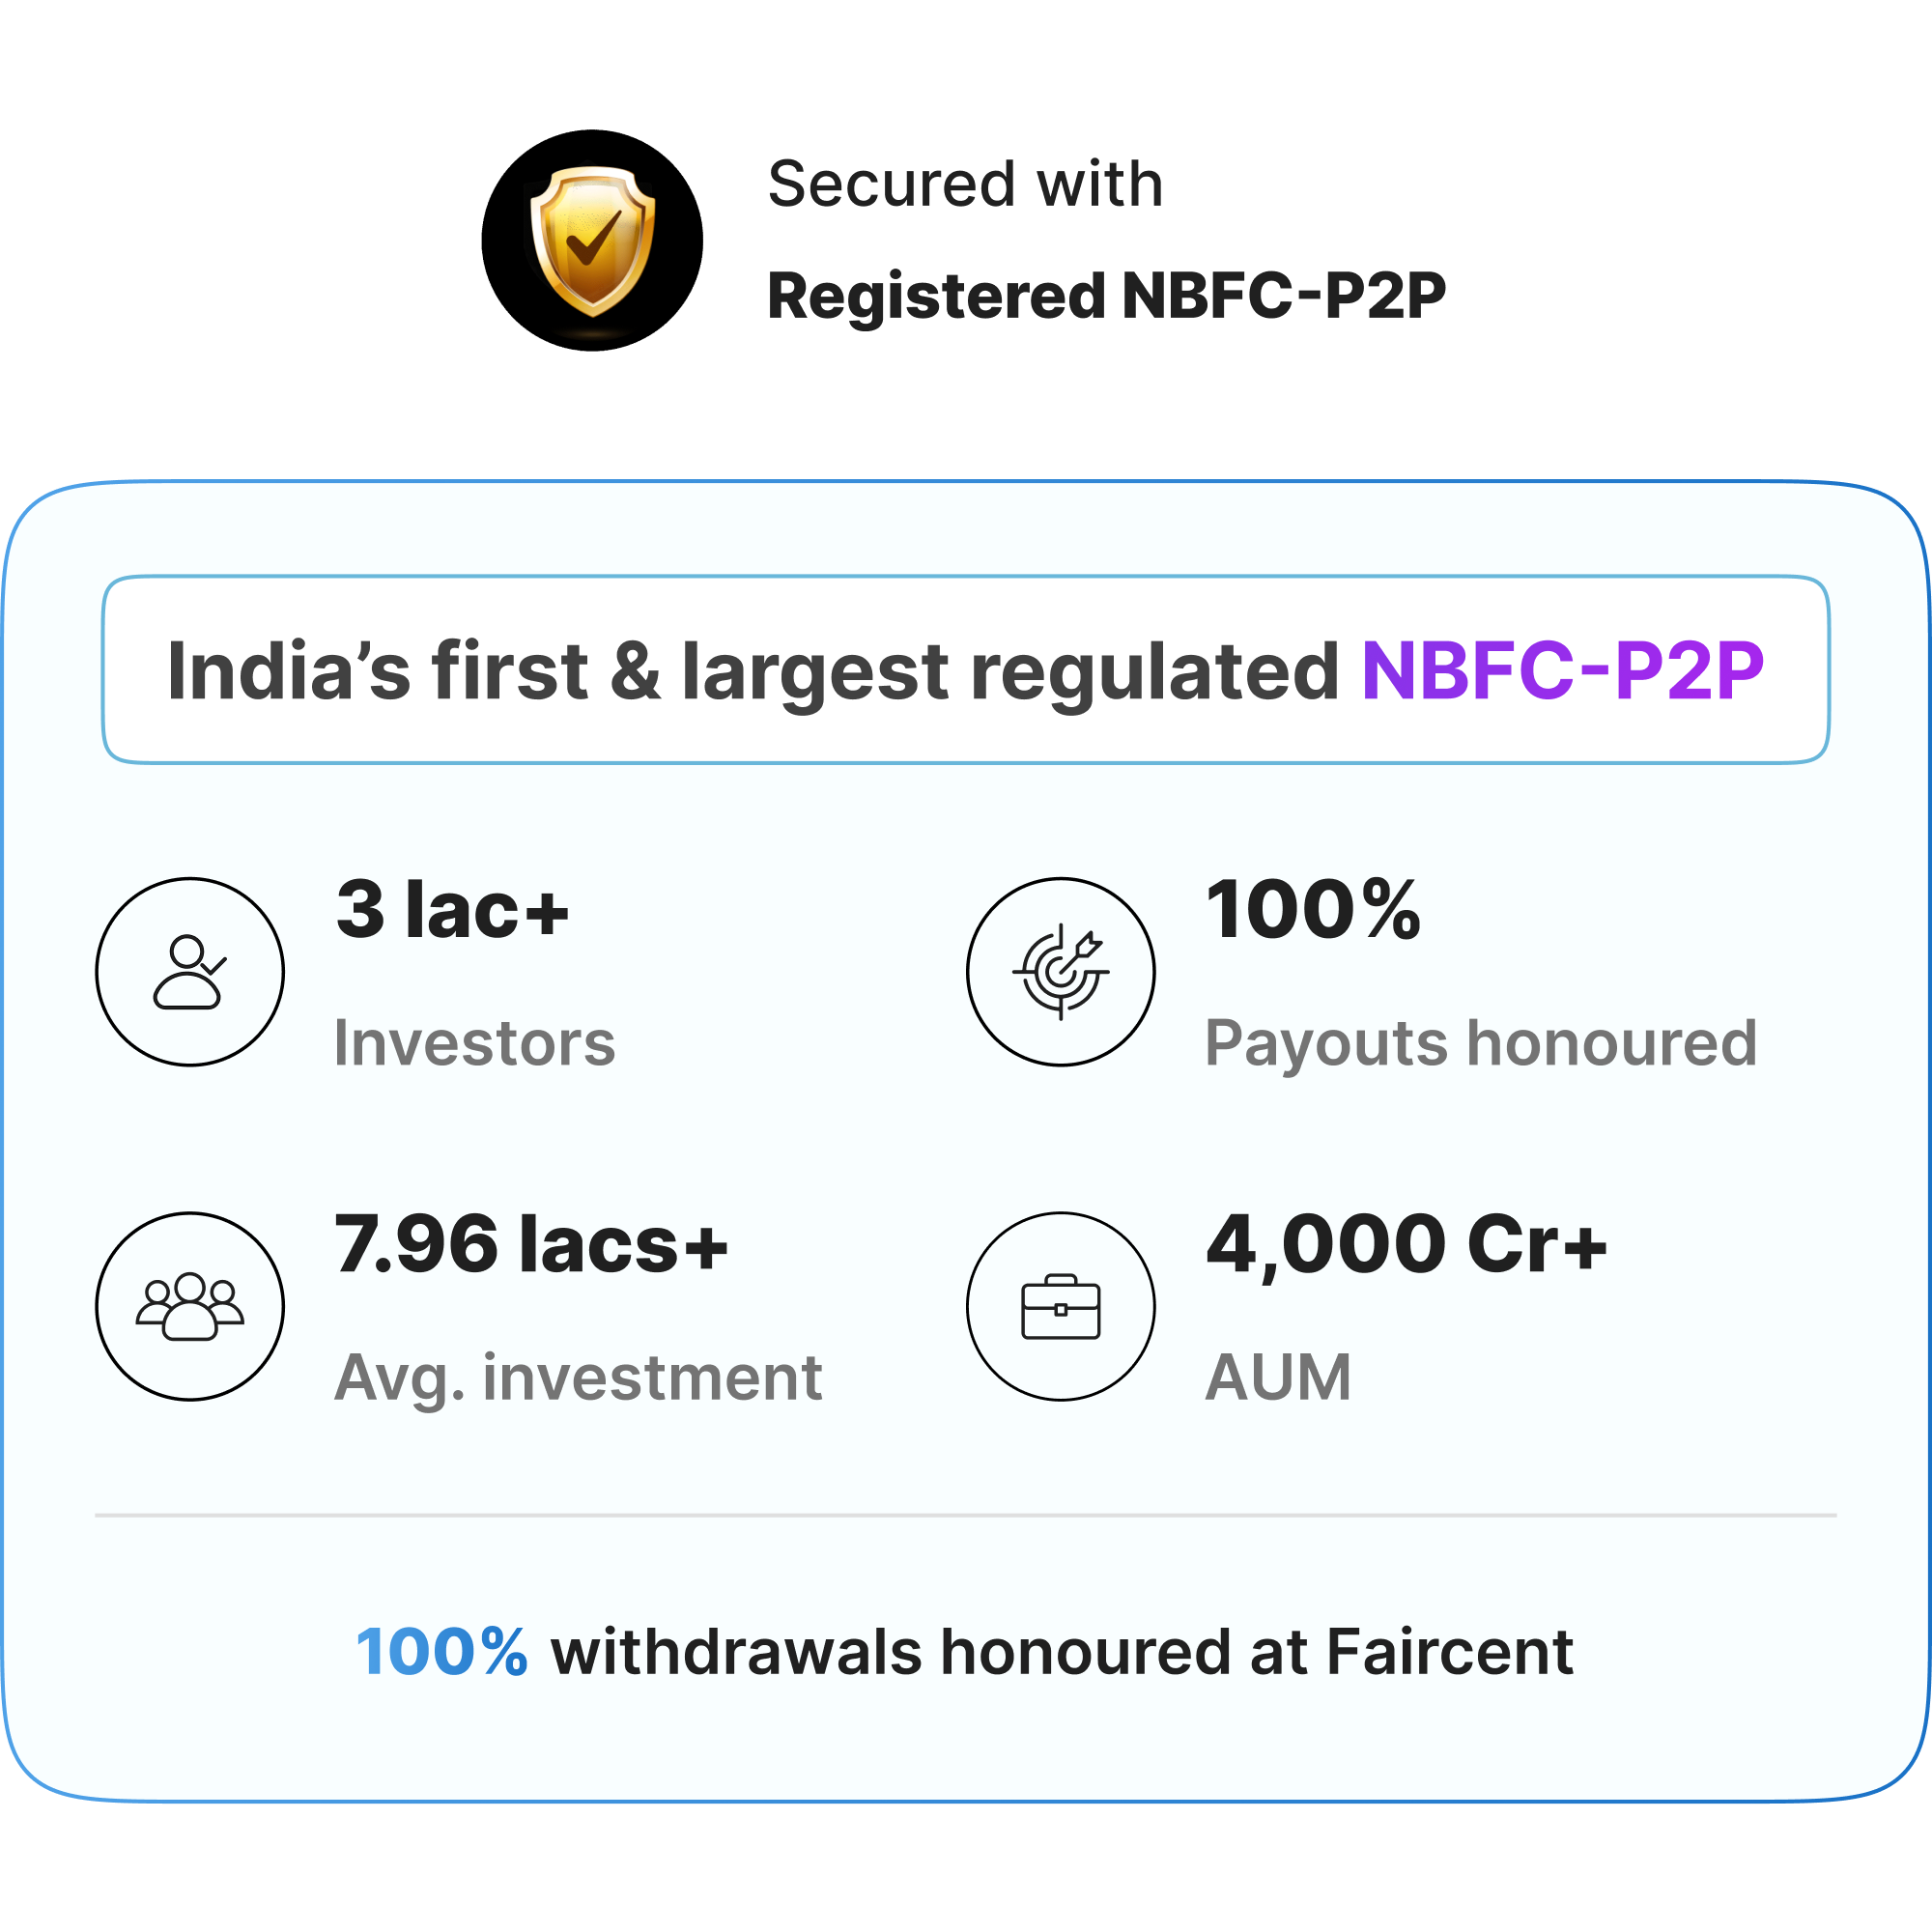 Secured with
Registered NBFC-P2P
India’s first & largest regulated NBFC-P2P
3 lac+
Investors
100%
Payouts honoured
7.96 lacs+
Avg. investment
4,000 Cr+
AUM
100% withdrawals honoured at Faircent